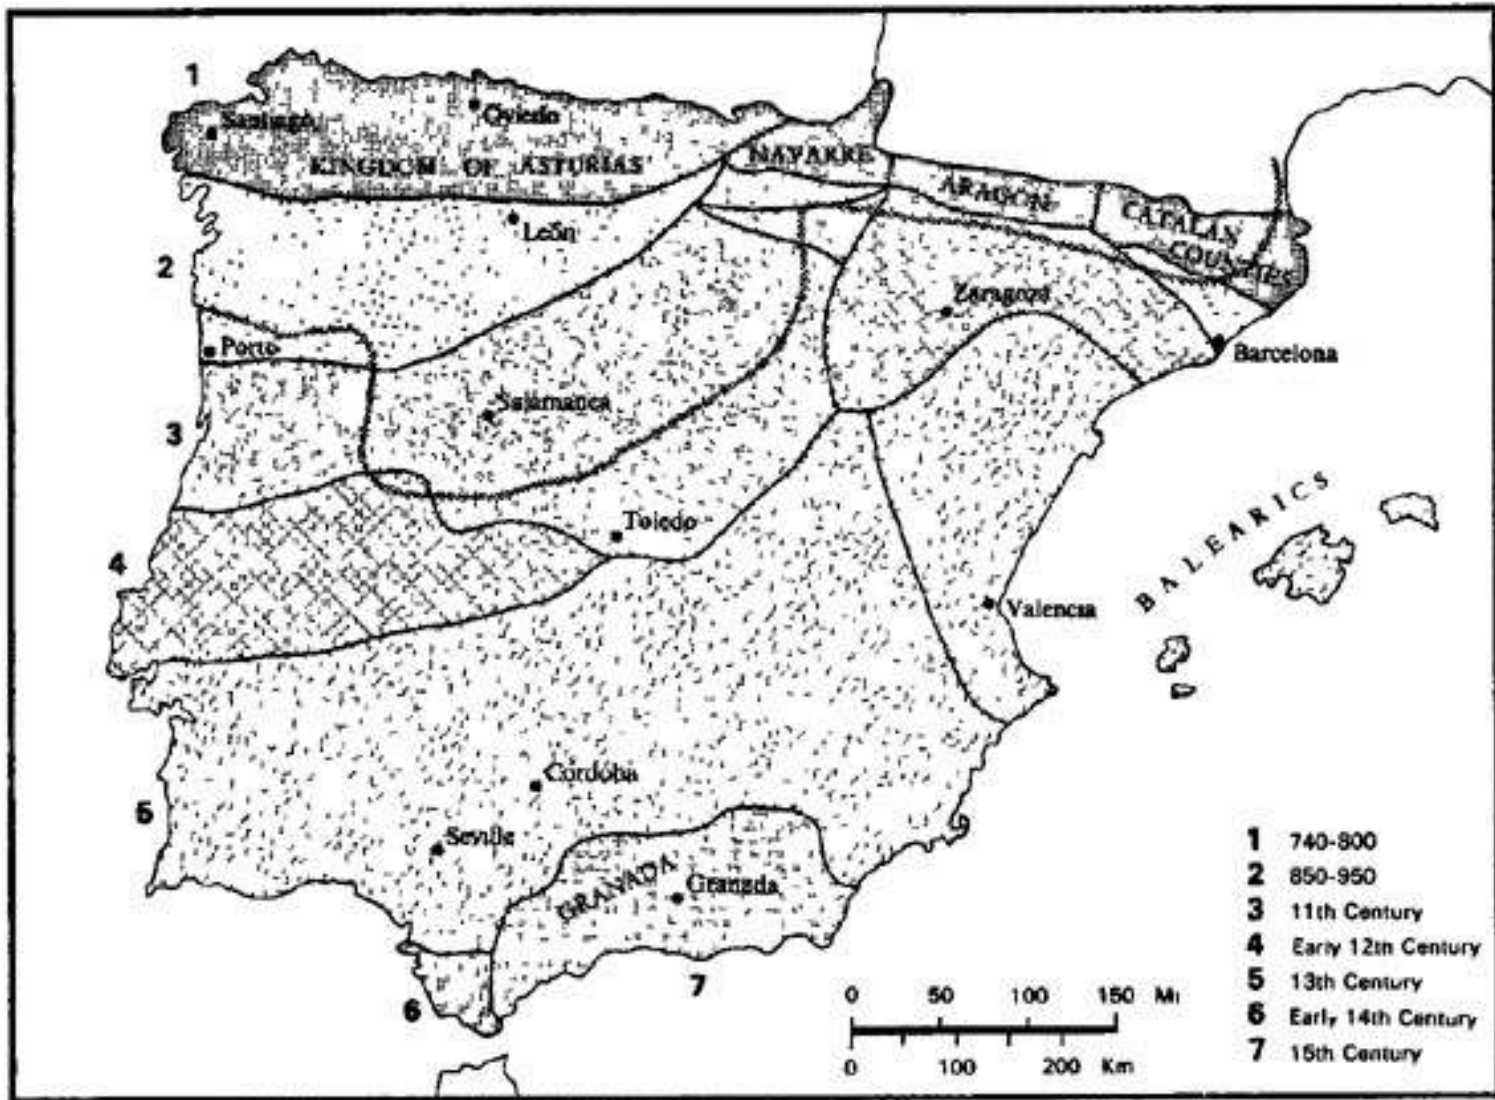 1
Santiago
Oviedo
KINGDOM OF ASTURIAS
NAVARRE
ARAGON
CATALAN
COUNTIES
León
2
Zaragoza
Porto
Barcelona
Salamanca
3
BALEARICS
Toledo
4
Valencia
Cordoba
5
Seville
GRANADA
Granada
6
7
1 740-800
2 850-950
3 11th Century
4 Early 12th Century
5 13th Century
6 Early 14th Century
7 15th Century
0 50 100 150 Mi
0 100 200 Km